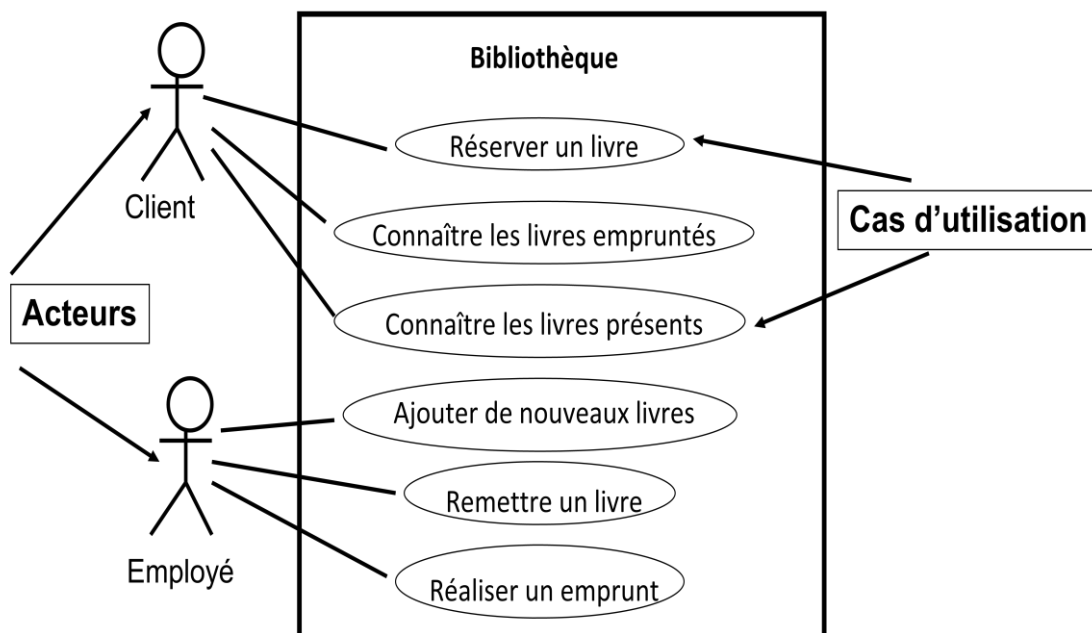 Bibliothèque
Réserver un livre
Client
Cas d’utilisation
Connaître les livres empruntés
Acteurs
Connaître les livres présents
Ajouter de nouveaux livres
Remettre un livre
Employé
Réaliser un emprunt